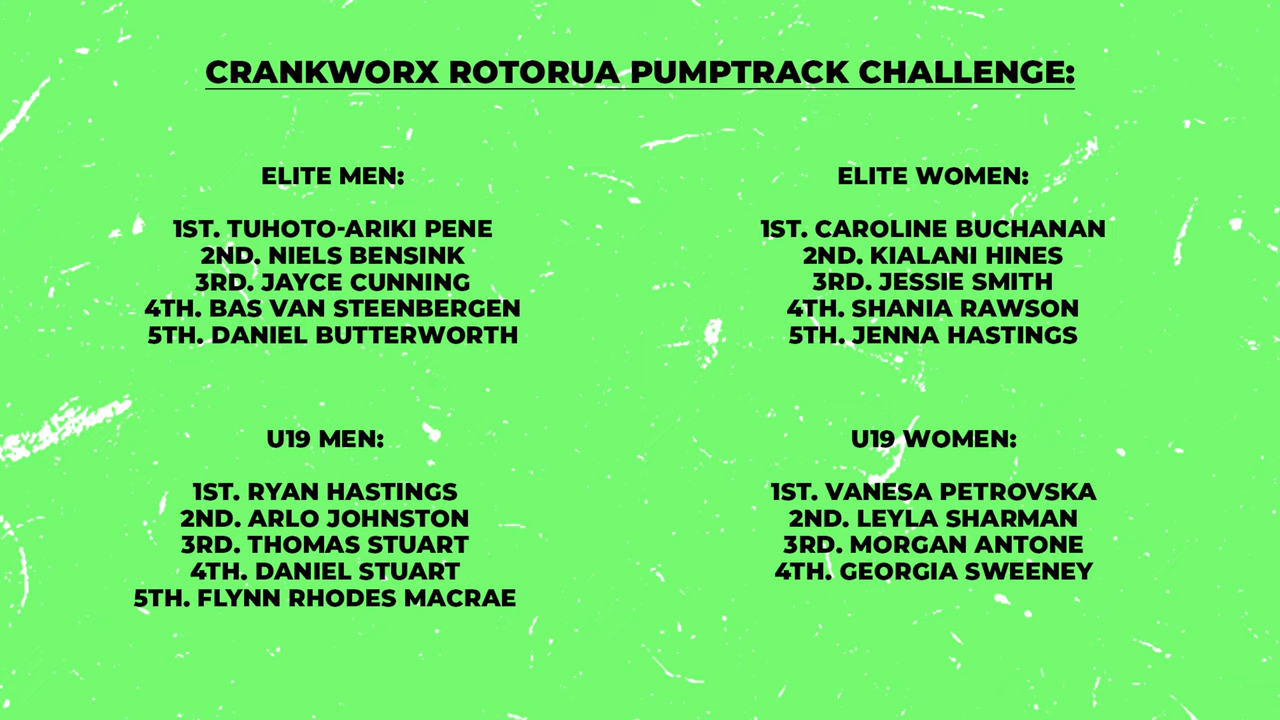 CRANKWORX ROTORUA PUMPTRACK CHALLENGE:
ELITE MEN:
1ST. TUHOTO-ARIKI PENE
2ND. NIELS BENSINK
3RD. JAYCE CUNNING
4TH. BAS VAN STEENBERGEN
5TH. DANIEL BUTTERWORTH
ELITE WOMEN:
1ST. CAROLINE BUCHANAN
2ND. KIALANI HINES
3RD. JESSIE SMITH
4TH. SHANIA RAWSON
5TH. JENNA HASTINGS
U19 MEN:
1ST. RYAN HASTINGS
2ND. ARLO JOHNSTON
3RD. THOMAS STUART
4TH. DANIEL STUART
5TH. FLYNN RHODES MACRAE
U19 WOMEN:
1ST. VANESA PETROVSKA
2ND. LEYLA SHARMAN
3RD. MORGAN ANTONE
4TH. GEORGIA SWEENEY